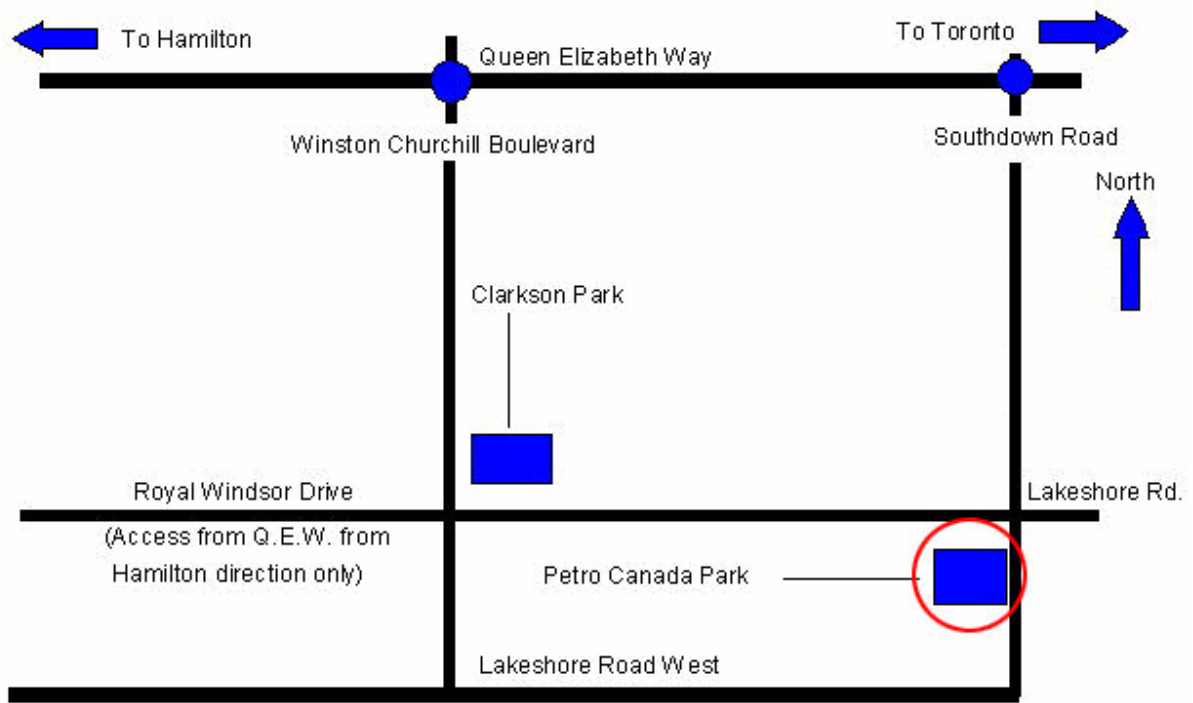 To Hamilton
To Toronto
Queen Elizabeth Way
Winston Churchill Boulevard
Southdown Road
North
Clarkson Park
Royal Windsor Drive
Lakeshore Rd.
(Access from Q.E.W. from
Hamilton direction only)
Petro Canada Park
Lakeshore Road West